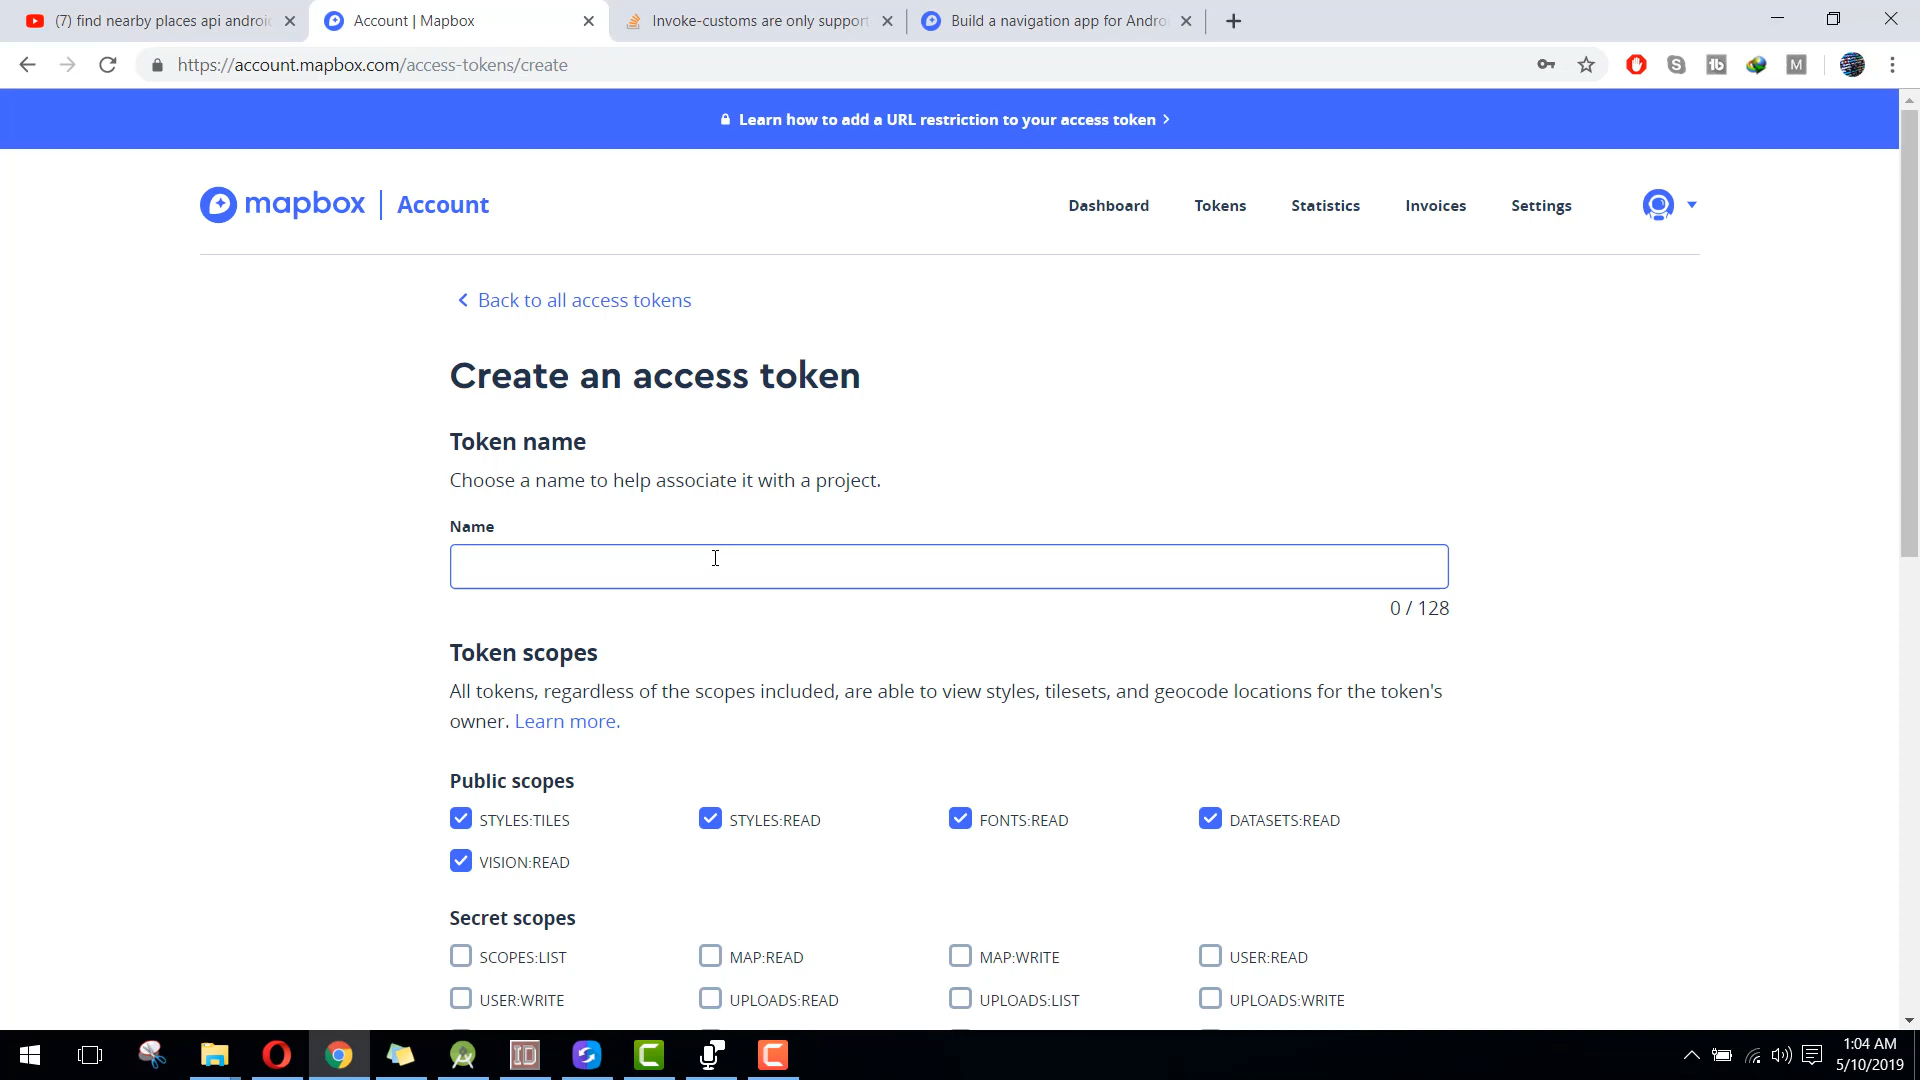 (7) find nearby places api androi
Account | Mapbox
Invoke-customs are only support
Build a navigation app for Andro
https://account.mapbox.com/access-tokens/create
Learn how to add a URL restriction to your access token
mapbox | Account
Dashboard
Tokens
Statistics
Invoices
Settings
Back to all access tokens
Create an access token
Token name
Choose a name to help associate it with a project.
Name
0 / 128
Token scopes
All tokens, regardless of the scopes included, are able to view styles, tilesets, and geocode locations for the token's
owner. Learn more.
Public scopes
STYLES:TILES
STYLES:READ
FONTS:READ
DATASETS:READ
VISION:READ
Secret scopes
SCOPES:LIST
MAP:READ
MAP:WRITE
USER:READ
USER:WRITE
UPLOADS:READ
UPLOADS:LIST
UPLOADS:WRITE
1:04 AM
5/10/2019